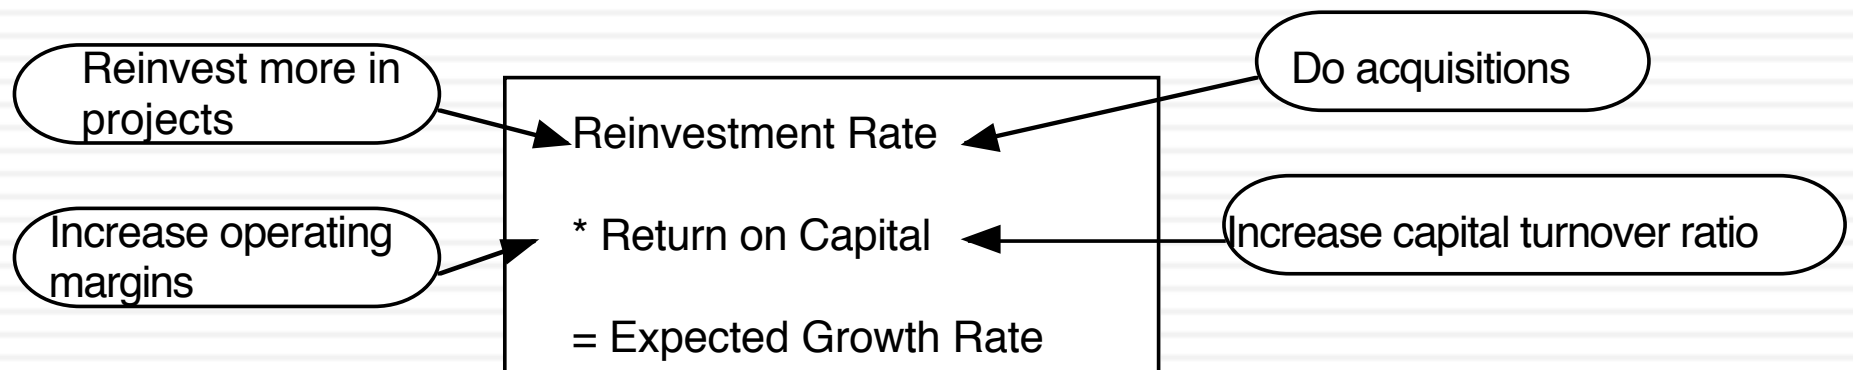 Reinvest more in
projects
Do acquisitions
Reinvestment Rate
Increase operating
margins
* Return on Capital
Increase capital turnover ratio
= Expected Growth Rate